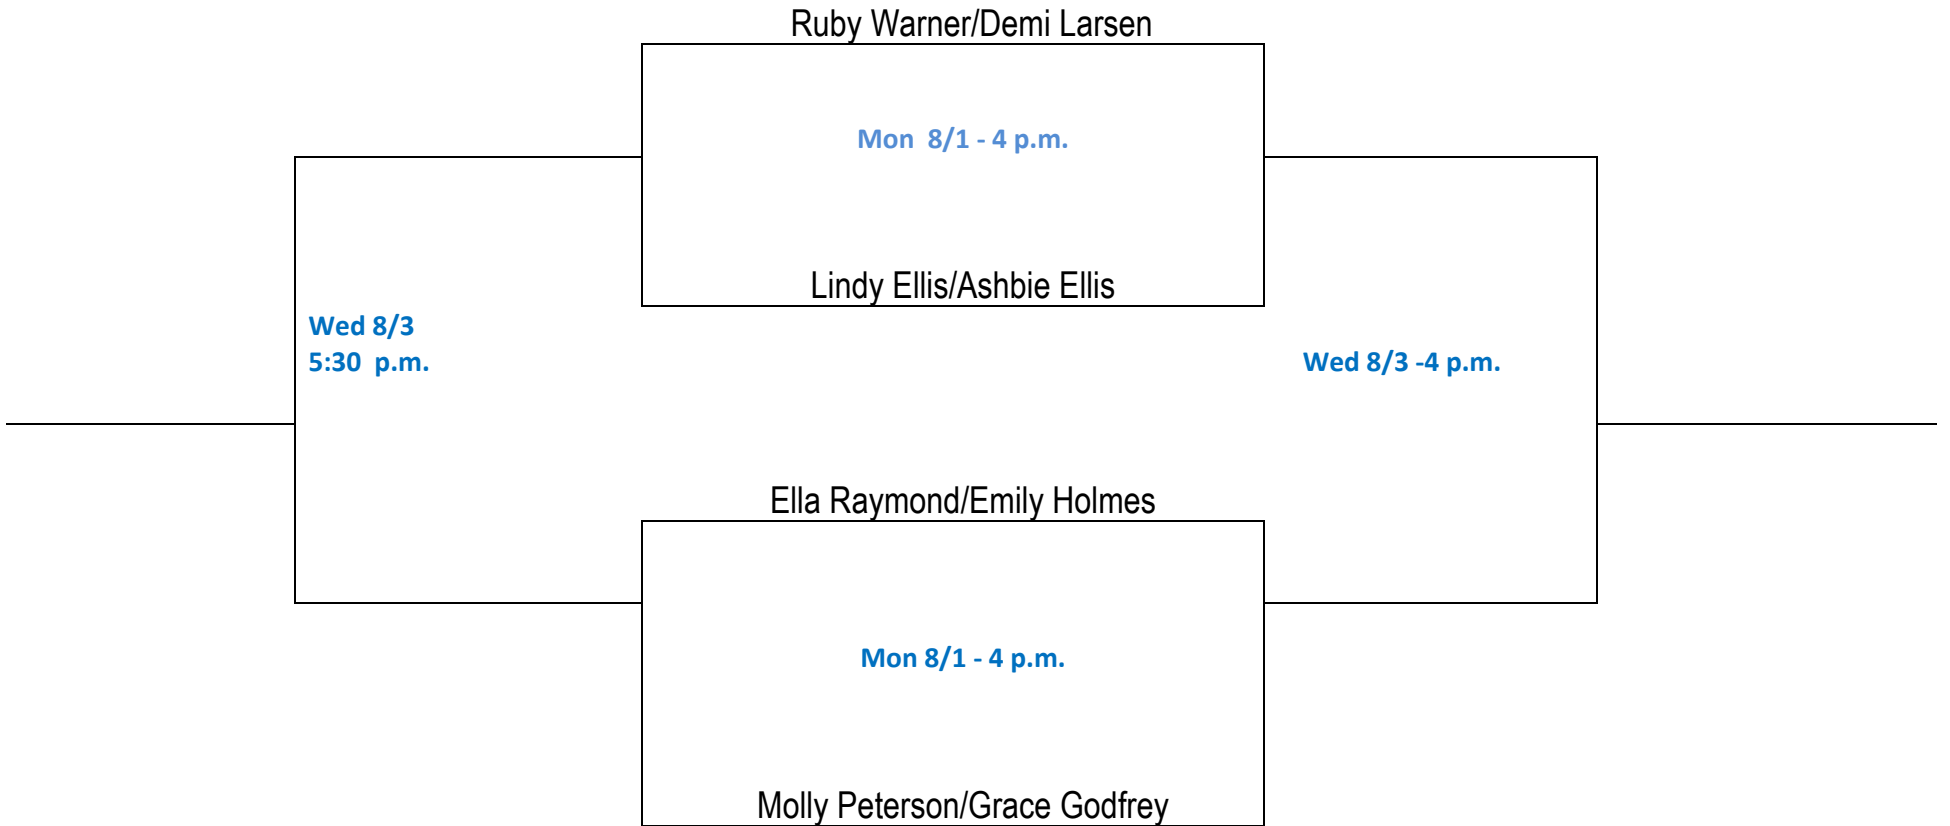 Ruby Warner/Demi Larsen
Mon 8/1 - 4 p.m.
Lindy Ellis/Ashbie Ellis
Wed 8/3
5:30 p.m.
Wed 8/3 -4 p.m.
Ella Raymond/Emily Holmes
Mon 8/1 - 4 p.m.
Molly Peterson/Grace Godfrey